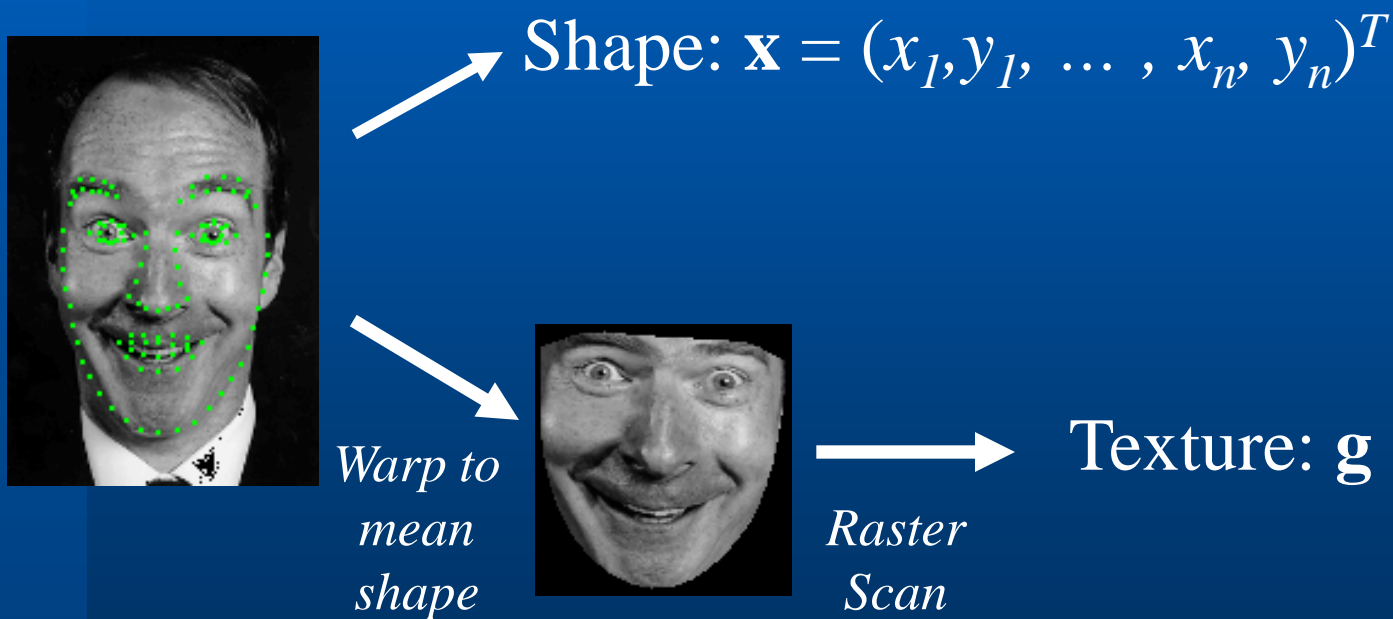 Shape: x = (x1,y1, ... , xn, yn)T
Warp to
mean
shape
Texture: g
Raster
Scan